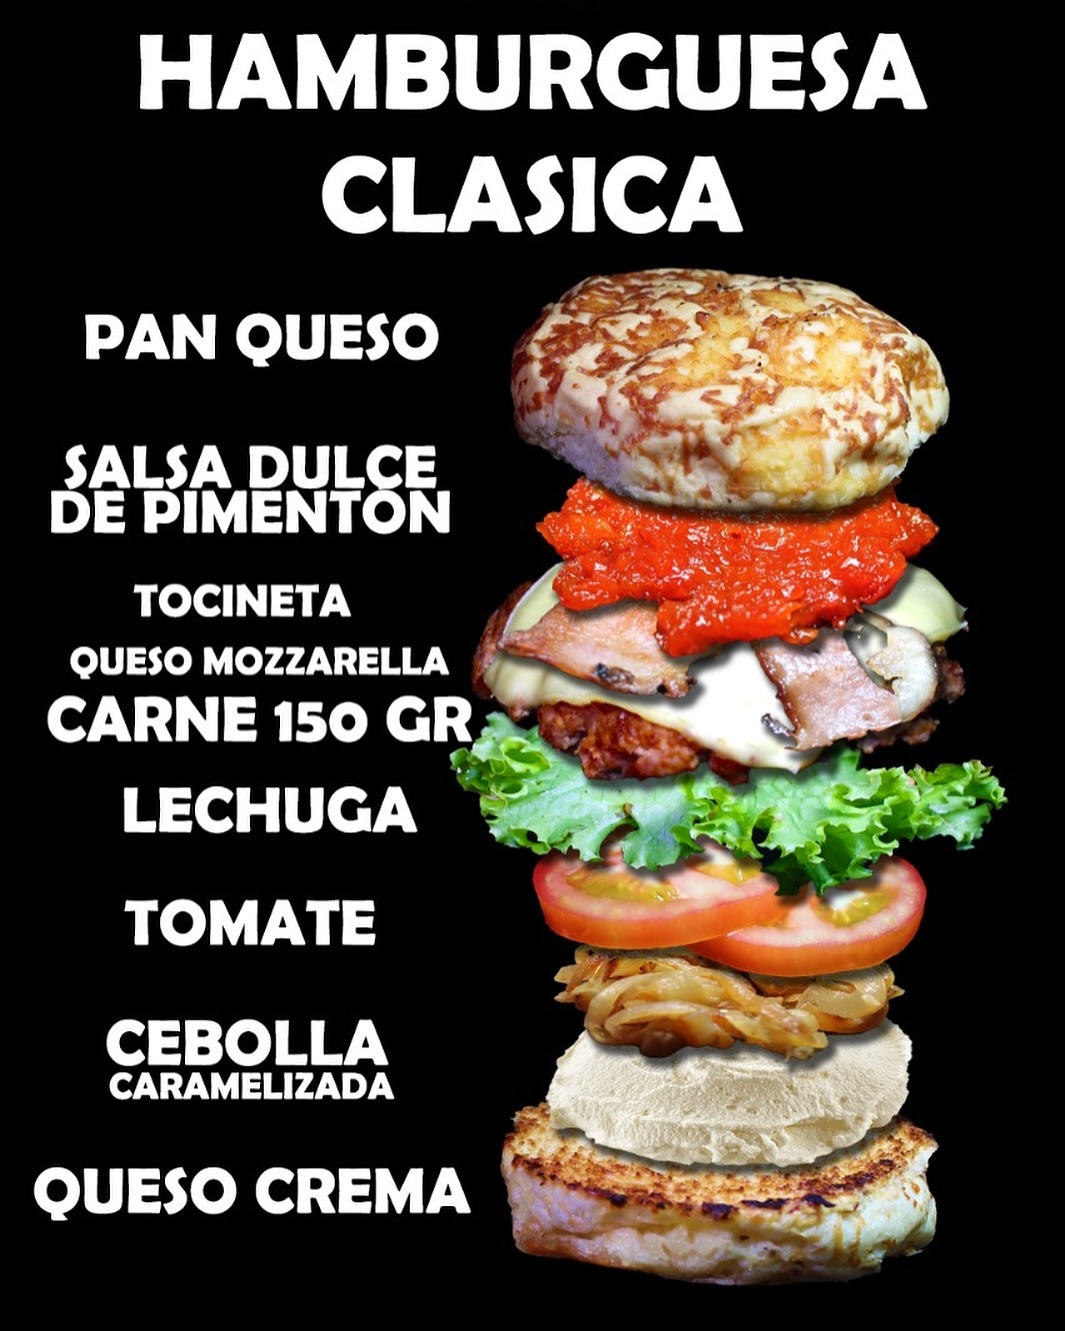 HAMBURGUESA
CLASICA
PAN QUESO
SALSA DULCE
DE PIMENTON
TOCINETA
QUESO MOZZARELLA
CARNE 150 GR
LECHUGA
TOMATE
CEBOLLA
CARAMELIZADA
QUESO CREMA